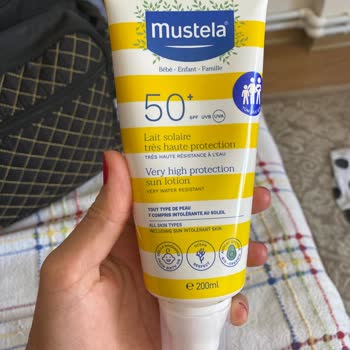 Mustela
Bébé - Enfant - Famille
50+
SPF UVB UVA
Lait solaire
très haute protection
TRÈS HAUTE RÉSISTANCE À L'EAU
Very high protection
sun lotion
VERY WATER RESISTANT
TOUT TYPE DE PEAU
Y COMPRIS INTOLÉRANTE AU SOLEIL
ALL SKIN TYPES
INCLUDING SUN INTOLERANT SKIN
OCEAN
RESPECT
℮ 200ml